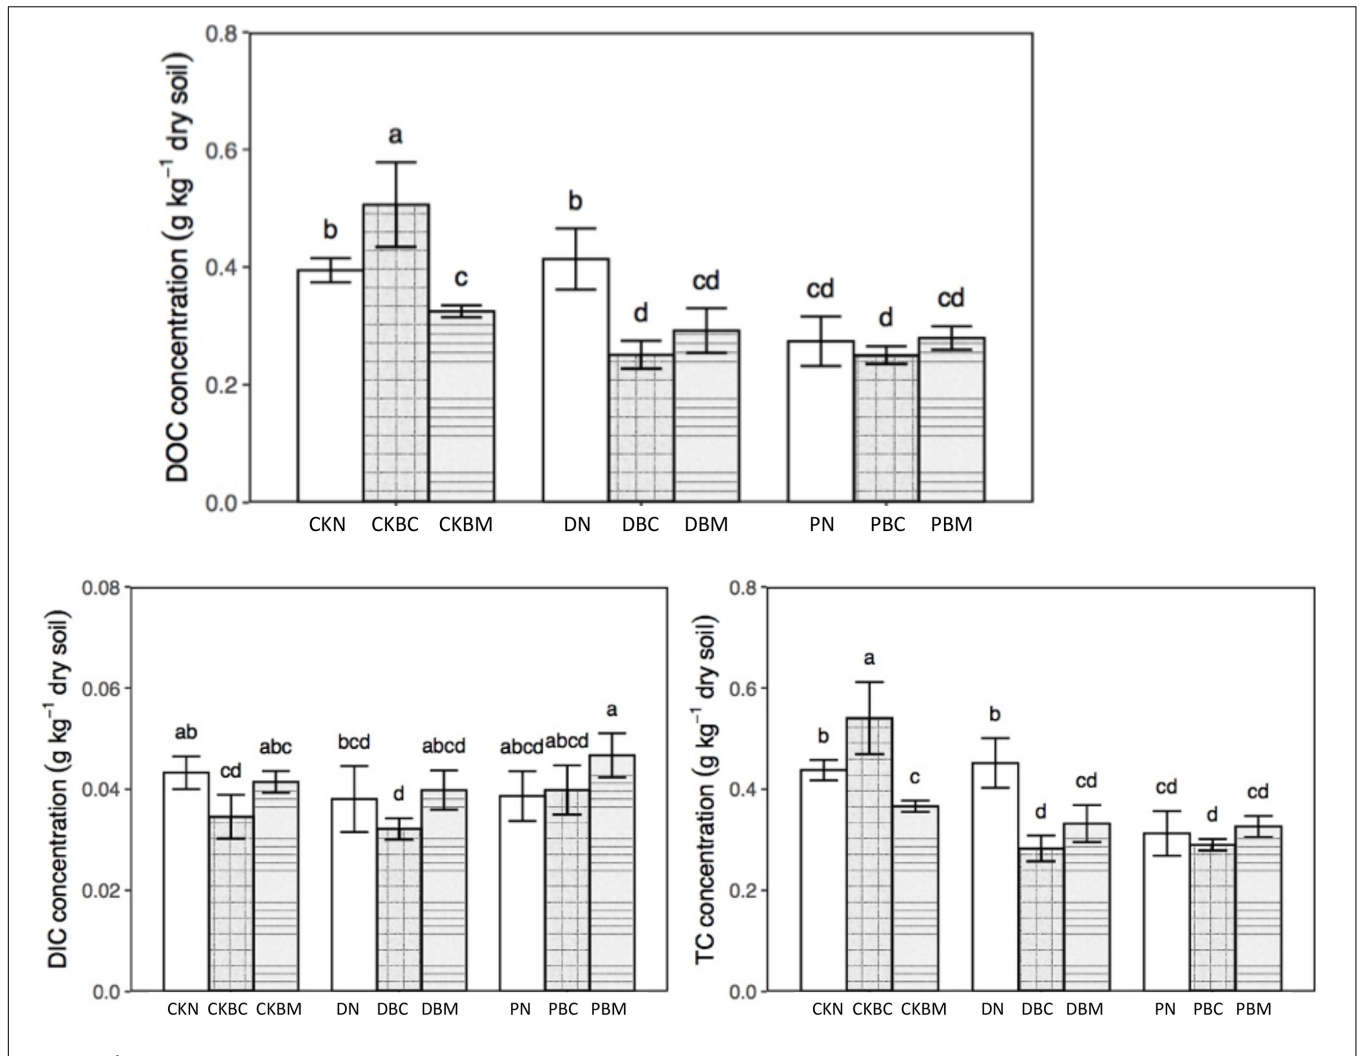 DOC concentration (g kg⁻¹ dry soil)
0.8
0.6
0.4
0.2
0.0
b
a
c
b
d
cd
cd
d
cd
CKN CKBC CKBM DN DBC DBM PN PBC PBM
DIC concentration (g kg⁻¹ dry soil)
0.08
0.06
0.04
0.02
0.0
ab
cd
abc
bcd
d
abcd
abcd
abcd
a
CKN CKBC CKBM DN DBC DBM PN PBC PBM
TC concentration (g kg⁻¹ dry soil)
0.8
0.6
0.4
0.2
0.0
b
a
c
b
d
cd
cd
d
cd
CKN CKBC CKBM DN DBC DBM PN PBC PBM